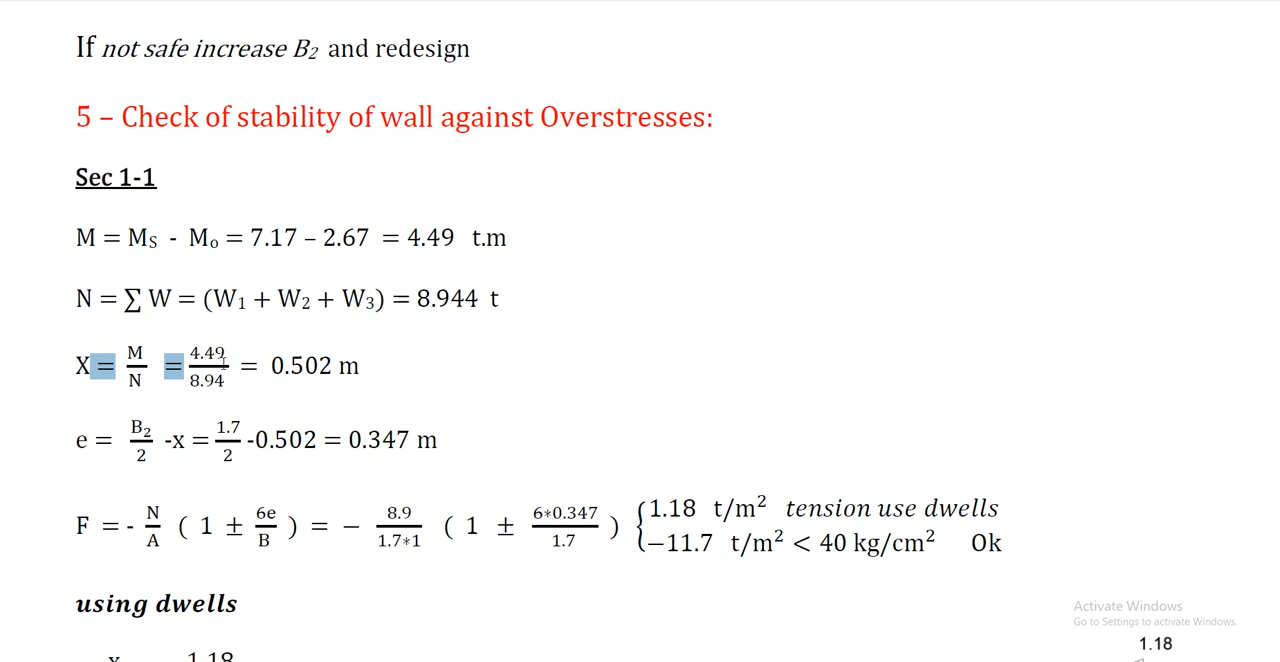 If not safe increase B₂ and redesign
5 – Check of stability of wall against Overstresses:
Sec 1-1
M = Mₛ - Mₒ = 7.17 – 2.67 = 4.49 t.m
N = ∑ W = (W₁ + W₂ + W₃) = 8.944 t
X = M/N = 4.49/8.94 = 0.502 m
e = B₂/2 -x = 1.7/2 -0.502 = 0.347 m
F = - N/A ( 1 ± 6e/B ) = − 8.9/1.7*1 ( 1 ± 6*0.347/1.7 ) { 1.18 t/m² tension use dwells
−11.7 t/m² < 40 kg/cm² Ok
using dwells
Activate Windows
Go to Settings to activate Windows.
1.18
x 1.18